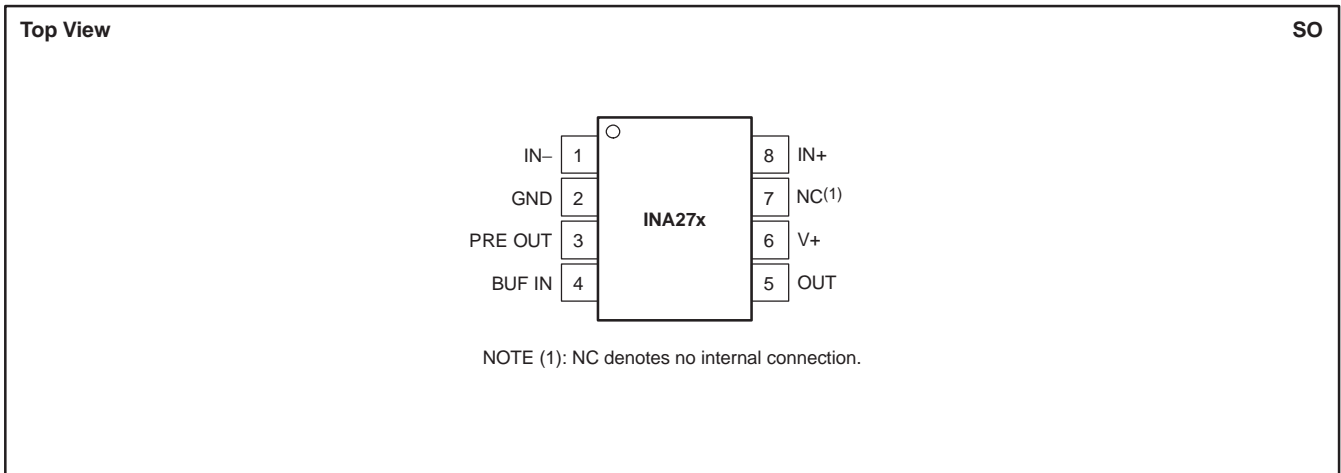 Top View SO
IN– 1 8 IN+
GND 2 7 NC(1)
INA27x
PRE OUT 3 6 V+
BUF IN 4 5 OUT
NOTE (1): NC denotes no internal connection.